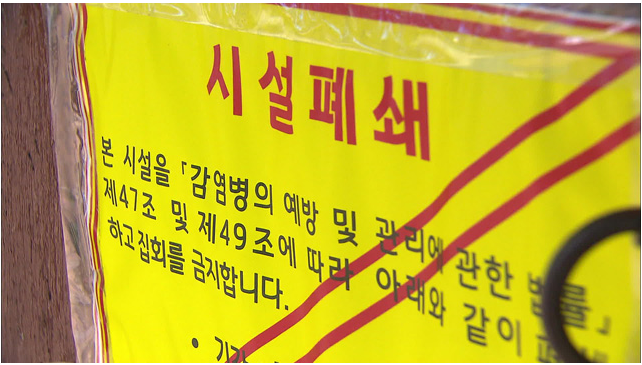 시설폐쇄
본 시설을 「감염병의 예방 및 관리에 관한 법률」
제47조 및 제49조에 따라 아래와 같이
하고 집회를 금지합니다.
• 기간